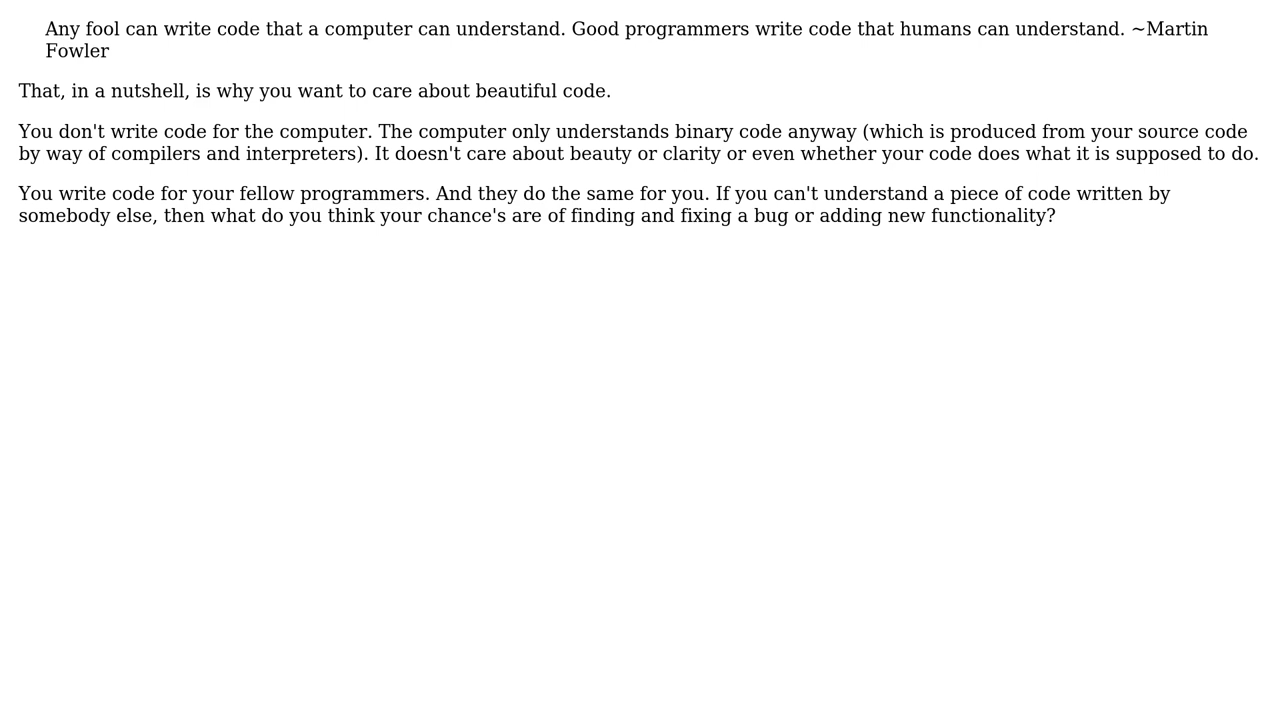 Any fool can write code that a computer can understand. Good programmers write code that humans can understand. ~Martin
Fowler
That, in a nutshell, is why you want to care about beautiful code.
You don't write code for the computer. The computer only understands binary code anyway (which is produced from your source code
by way of compilers and interpreters). It doesn't care about beauty or clarity or even whether your code does what it is supposed to do.
You write code for your fellow programmers. And they do the same for you. If you can't understand a piece of code written by
somebody else, then what do you think your chance's are of finding and fixing a bug or adding new functionality?